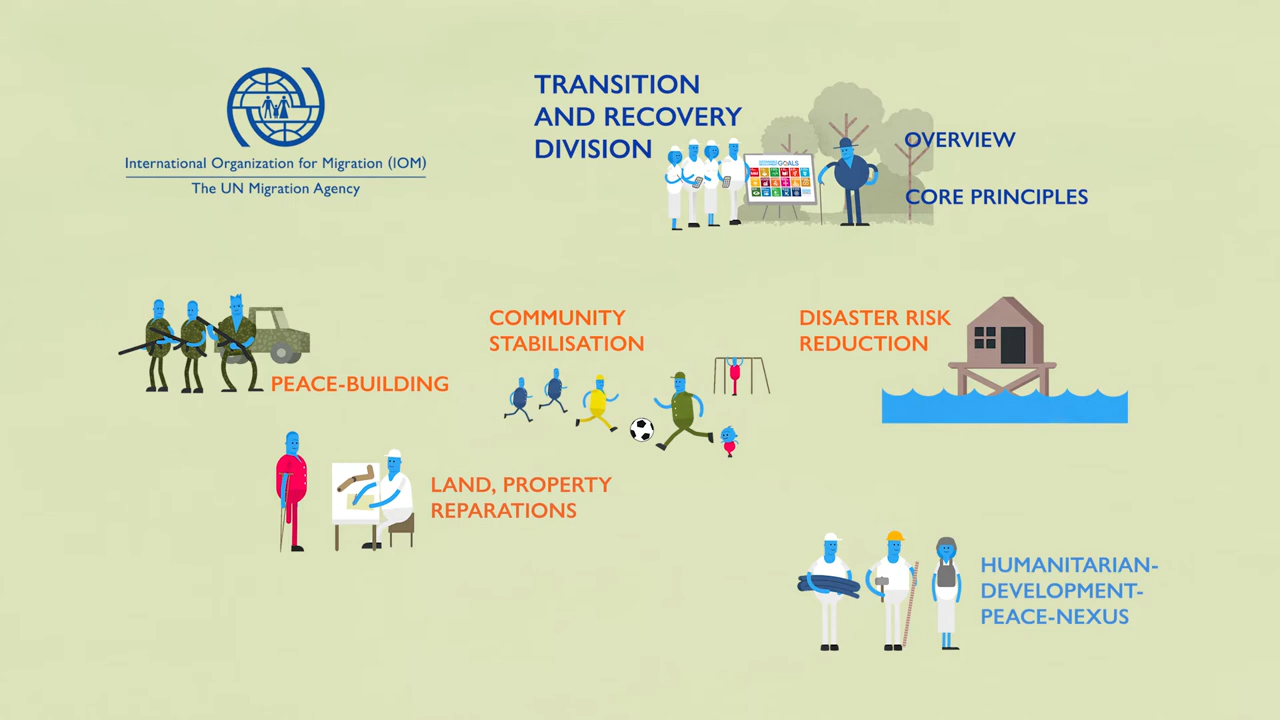 International Organization for Migration (IOM)
The UN Migration Agency
TRANSITION
AND RECOVERY
DIVISION
GOALS
OVERVIEW
CORE PRINCIPLES
PEACE-BUILDING
COMMUNITY
STABILISATION
DISASTER RISK
REDUCTION
LAND, PROPERTY
REPARATIONS
HUMANITARIAN-
DEVELOPMENT-
PEACE-NEXUS